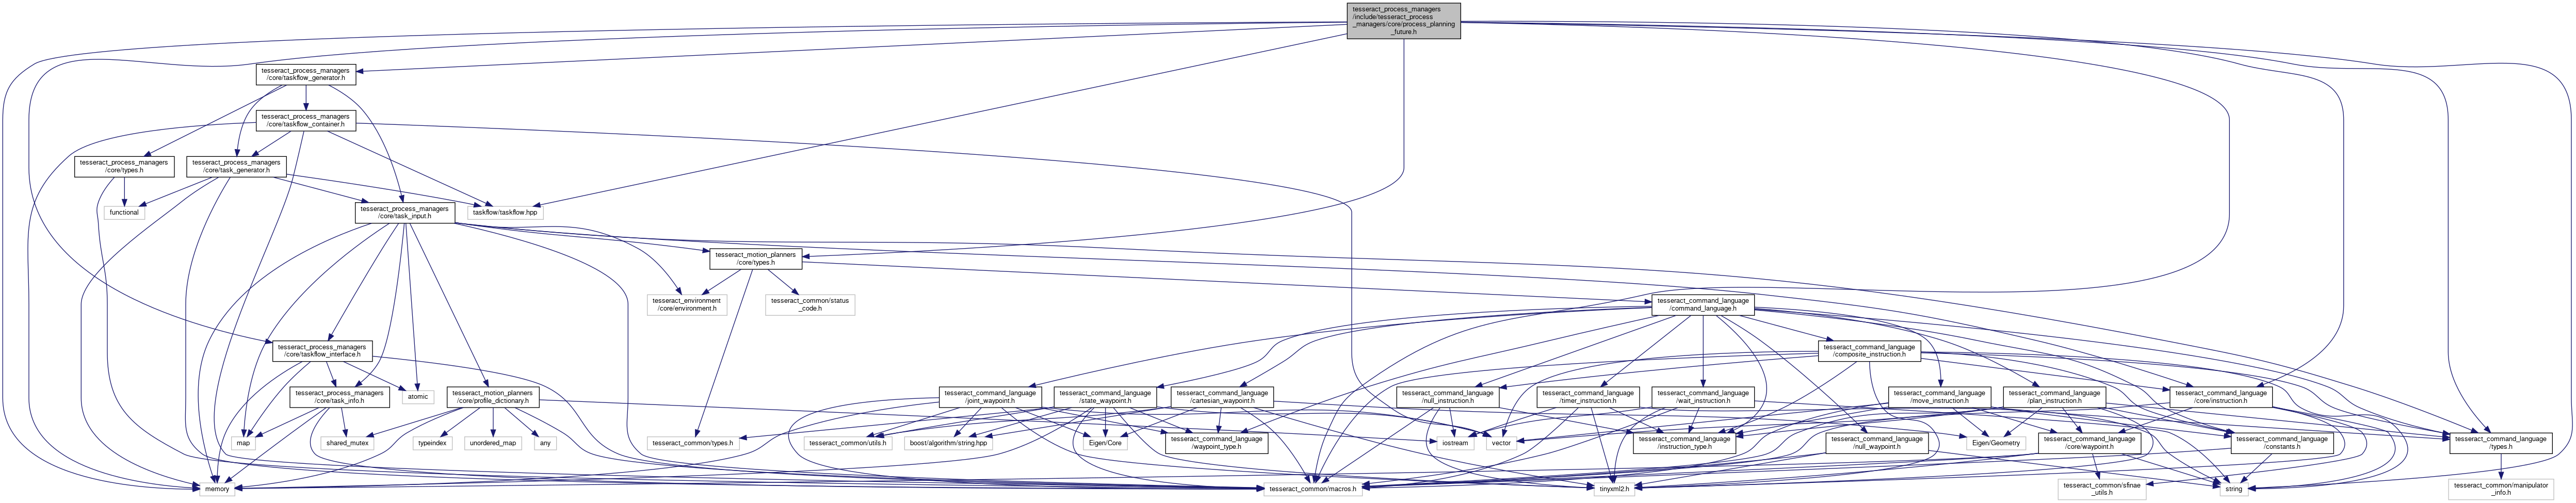 tesseract_process_managers
/include/tesseract_process
_managers/core/process_planning
_future.h
tesseract_process_managers
/core/taskflow_generator.h
tesseract_process_managers
/core/taskflow_container.h
tesseract_process_managers
/core/types.h
tesseract_process_managers
/core/task_generator.h
functional
tesseract_process_managers
/core/task_input.h
taskflow/taskflow.hpp
tesseract_motion_planners
/core/types.h
tesseract_environment
/core/environment.h
tesseract_common/status
_code.h
tesseract_command_language
/command_language.h
tesseract_process_managers
/core/taskflow_interface.h
tesseract_command_language
/composite_instruction.h
tesseract_process_managers
/core/task_info.h
atomic
tesseract_motion_planners
/core/profile_dictionary.h
tesseract_command_language
/joint_waypoint.h
tesseract_command_language
/state_waypoint.h
tesseract_command_language
/cartesian_waypoint.h
tesseract_command_language
/null_instruction.h
tesseract_command_language
/timer_instruction.h
tesseract_command_language
/wait_instruction.h
tesseract_command_language
/move_instruction.h
tesseract_command_language
/plan_instruction.h
tesseract_command_language
/core/instruction.h
map
shared_mutex
typeindex
unordered_map
any
tesseract_common/types.h
tesseract_common/utils.h
boost/algorithm/string.hpp
Eigen/Core
tesseract_command_language
/waypoint_type.h
iostream
vector
tesseract_command_language
/instruction_type.h
tesseract_command_language
/null_waypoint.h
Eigen/Geometry
tesseract_command_language
/core/waypoint.h
tesseract_command_language
/constants.h
tesseract_command_language
/types.h
memory
tesseract_common/macros.h
tinyxml2.h
tesseract_common/sfinae
_utils.h
string
tesseract_common/manipulator
_info.h